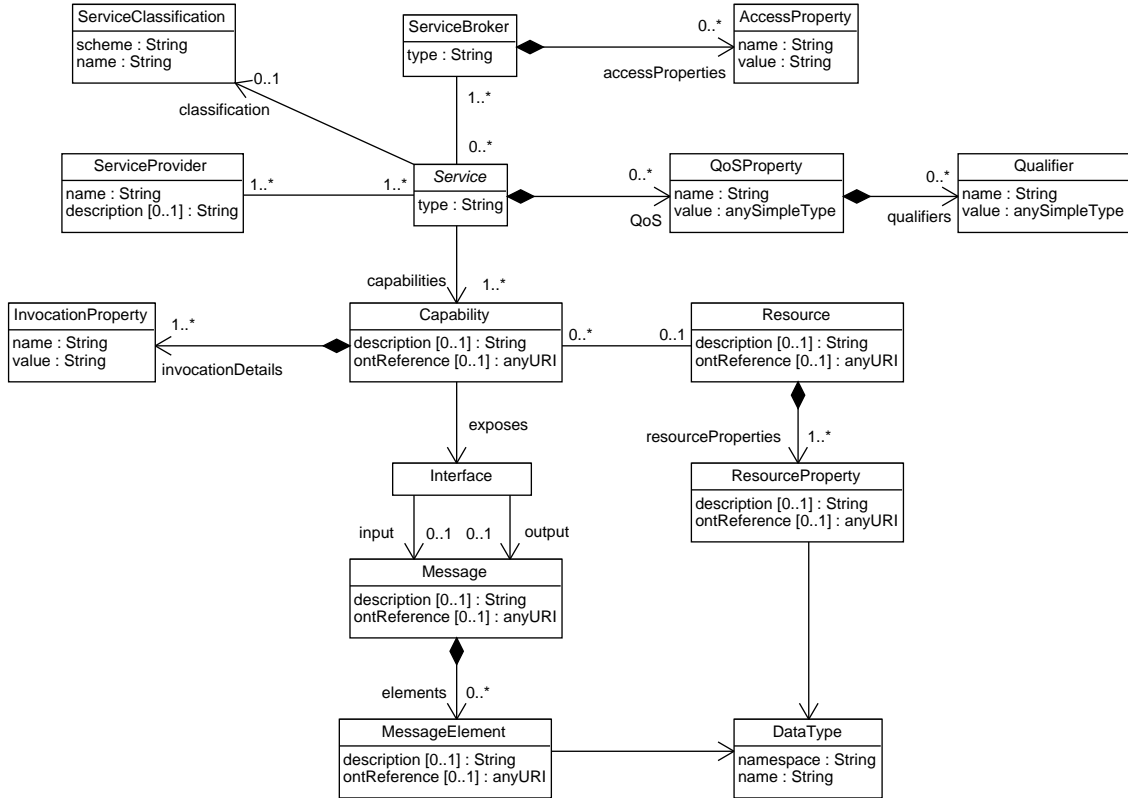 ServiceClassification
scheme : String
name : String
ServiceBroker
type : String
AccessProperty
name : String
value : String
0..*
accessProperties
0..1
classification
1..*
0..*
ServiceProvider
name : String
description [0..1] : String
1..*
1..*
Service
type : String
0..*
QoS
QoSProperty
name : String
value : anySimpleType
0..*
qualifiers
Qualifier
name : String
value : anySimpleType
capabilities
1..*
InvocationProperty
name : String
value : String
1..*
invocationDetails
Capability
description [0..1] : String
ontReference [0..1] : anyURI
0..*
0..1
Resource
description [0..1] : String
ontReference [0..1] : anyURI
exposes
resourceProperties
1..*
Interface
ResourceProperty
description [0..1] : String
ontReference [0..1] : anyURI
input
0..1
0..1
output
Message
description [0..1] : String
ontReference [0..1] : anyURI
elements
0..*
MessageElement
description [0..1] : String
ontReference [0..1] : anyURI
DataType
namespace : String
name : String